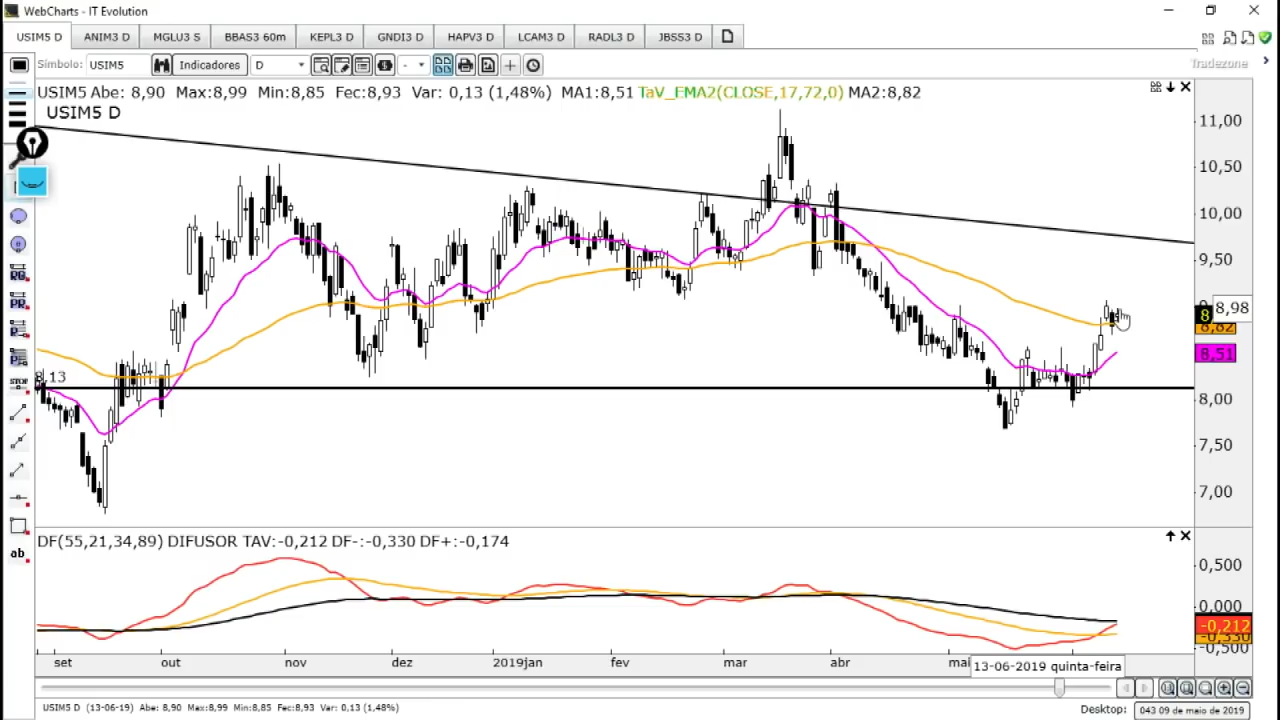 WebCharts - IT Evolution
USIM5 D ANIM3 D MGLU3 S BBAS3 60m KEPL3 D GNDI3 D HAPV3 D LCAM3 D RADL3 D JBSS3 D
Símbolo: USIM5 Indicadores D - Tradezone
USIM5 Abe: 8,90 Max:8,99 Min:8,85 Fec:8,93 Var: 0,13 (1,48%) MA1:8,51 TaV_EMA2(CLOSE,17,72,0) MA2:8,82
USIM5 D
11,00
10,50
10,00
9,50
8,98
8,82
8,51
8,13
8,00
7,50
7,00
RG
PR
STOP
ab
DF(55,21,34,89) DIFUSOR TAV:-0,212 DF-:-0,330 DF+:-0,174
0,500
0,000
-0,212
-0,330
-0,500
set out nov dez 2019jan fev mar abr mai 13-06-2019 quinta-feira
USIM5 D (13-06-19) Abe: 8,90 Max:8,99 Min:8,85 Fec:8,93 Var: 0,13 (1,48%) Desktop: 043 09 de maio de 2019